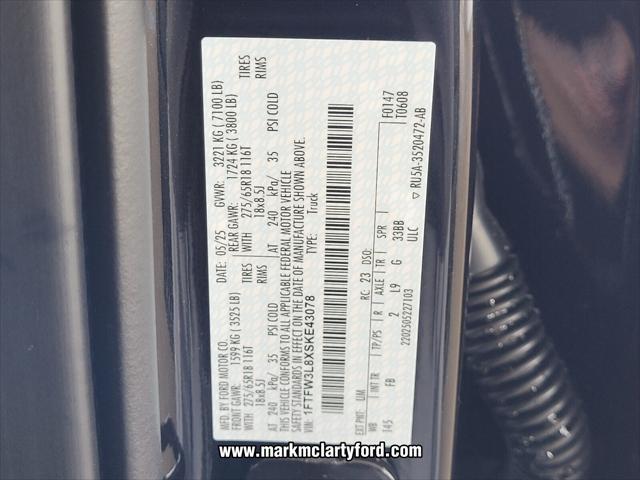 MFD. BY FORD MOTOR CO.
DATE: 05/25 GVWR: 3221 KG ( 7100 LB)
FRONT GAWR: 1599 KG ( 3525 LB) REAR GAWR: 1724 KG ( 3800 LB)
WITH 275/65R18 116T TIRES WITH 275/65R18 116T TIRES
18x8.5J RIMS 18x8.5J RIMS
AT 240 kPa/ 35 PSI COLD AT 240 kPa/ 35 PSI COLD
THIS VEHICLE CONFORMS TO ALL APPLICABLE FEDERAL MOTOR VEHICLE
SAFETY STANDARDS IN EFFECT ON THE DATE OF MANUFACTURE SHOWN ABOVE.
VIN: 1FTFW3L8XSKE43078 TYPE: Truck
EXT PNT: UM RC: 23 DSO: F0147
WB INT TR TP/PS R AXLE TR SPR T0608
145 FB 2 L9 G 33BB
ULC
2202505227103 ▽ RU5A-3520472-AB
www.markmclartyford.com